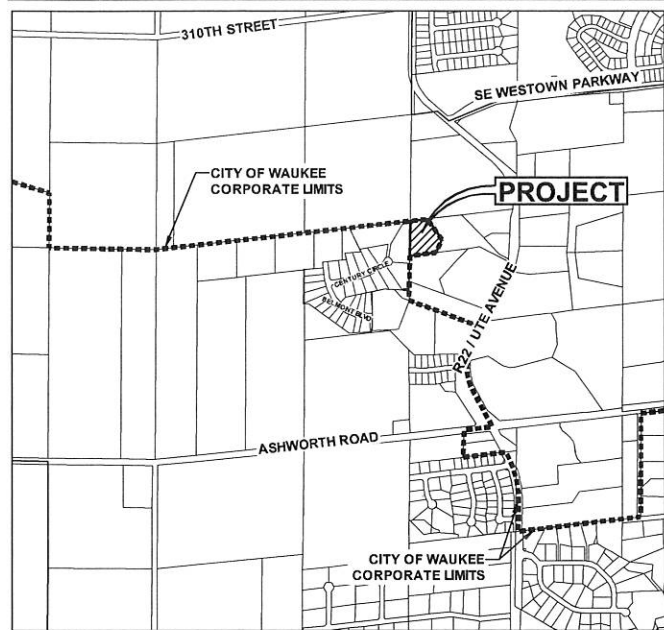 310TH STREET
SE WESTOWN PARKWAY
CITY OF WAUKEE
CORPORATE LIMITS
PROJECT
CENTURY CIRCLE
BELMONT BLVD
R22 / UTE AVENUE
ASHWORTH ROAD
CITY OF WAUKEE
CORPORATE LIMITS